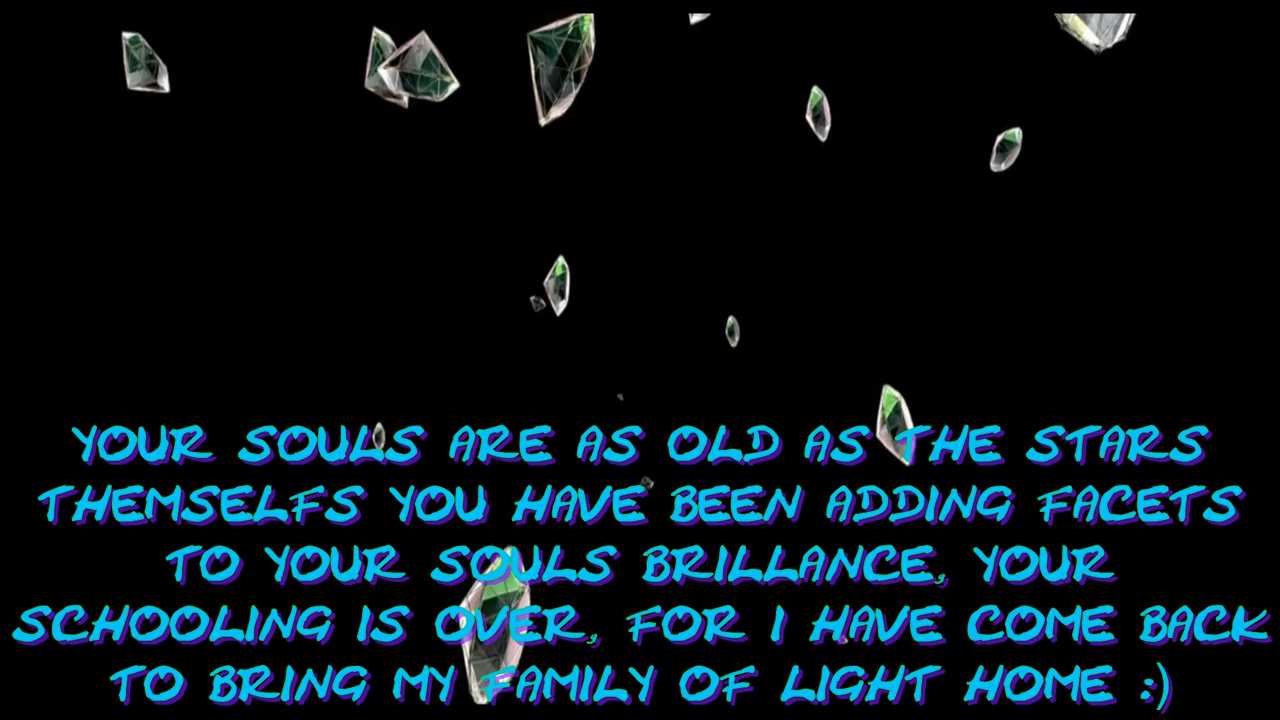 YOUR SOULS ARE AS OLD AS THE STARS
THEMSELFS YOU HAVE BEEN ADDING FACETS
TO YOUR SOULS BRILLANCE, YOUR
SCHOOLING IS OVER, FOR I HAVE COME BACK
TO BRING MY FAMILY OF LIGHT HOME :)